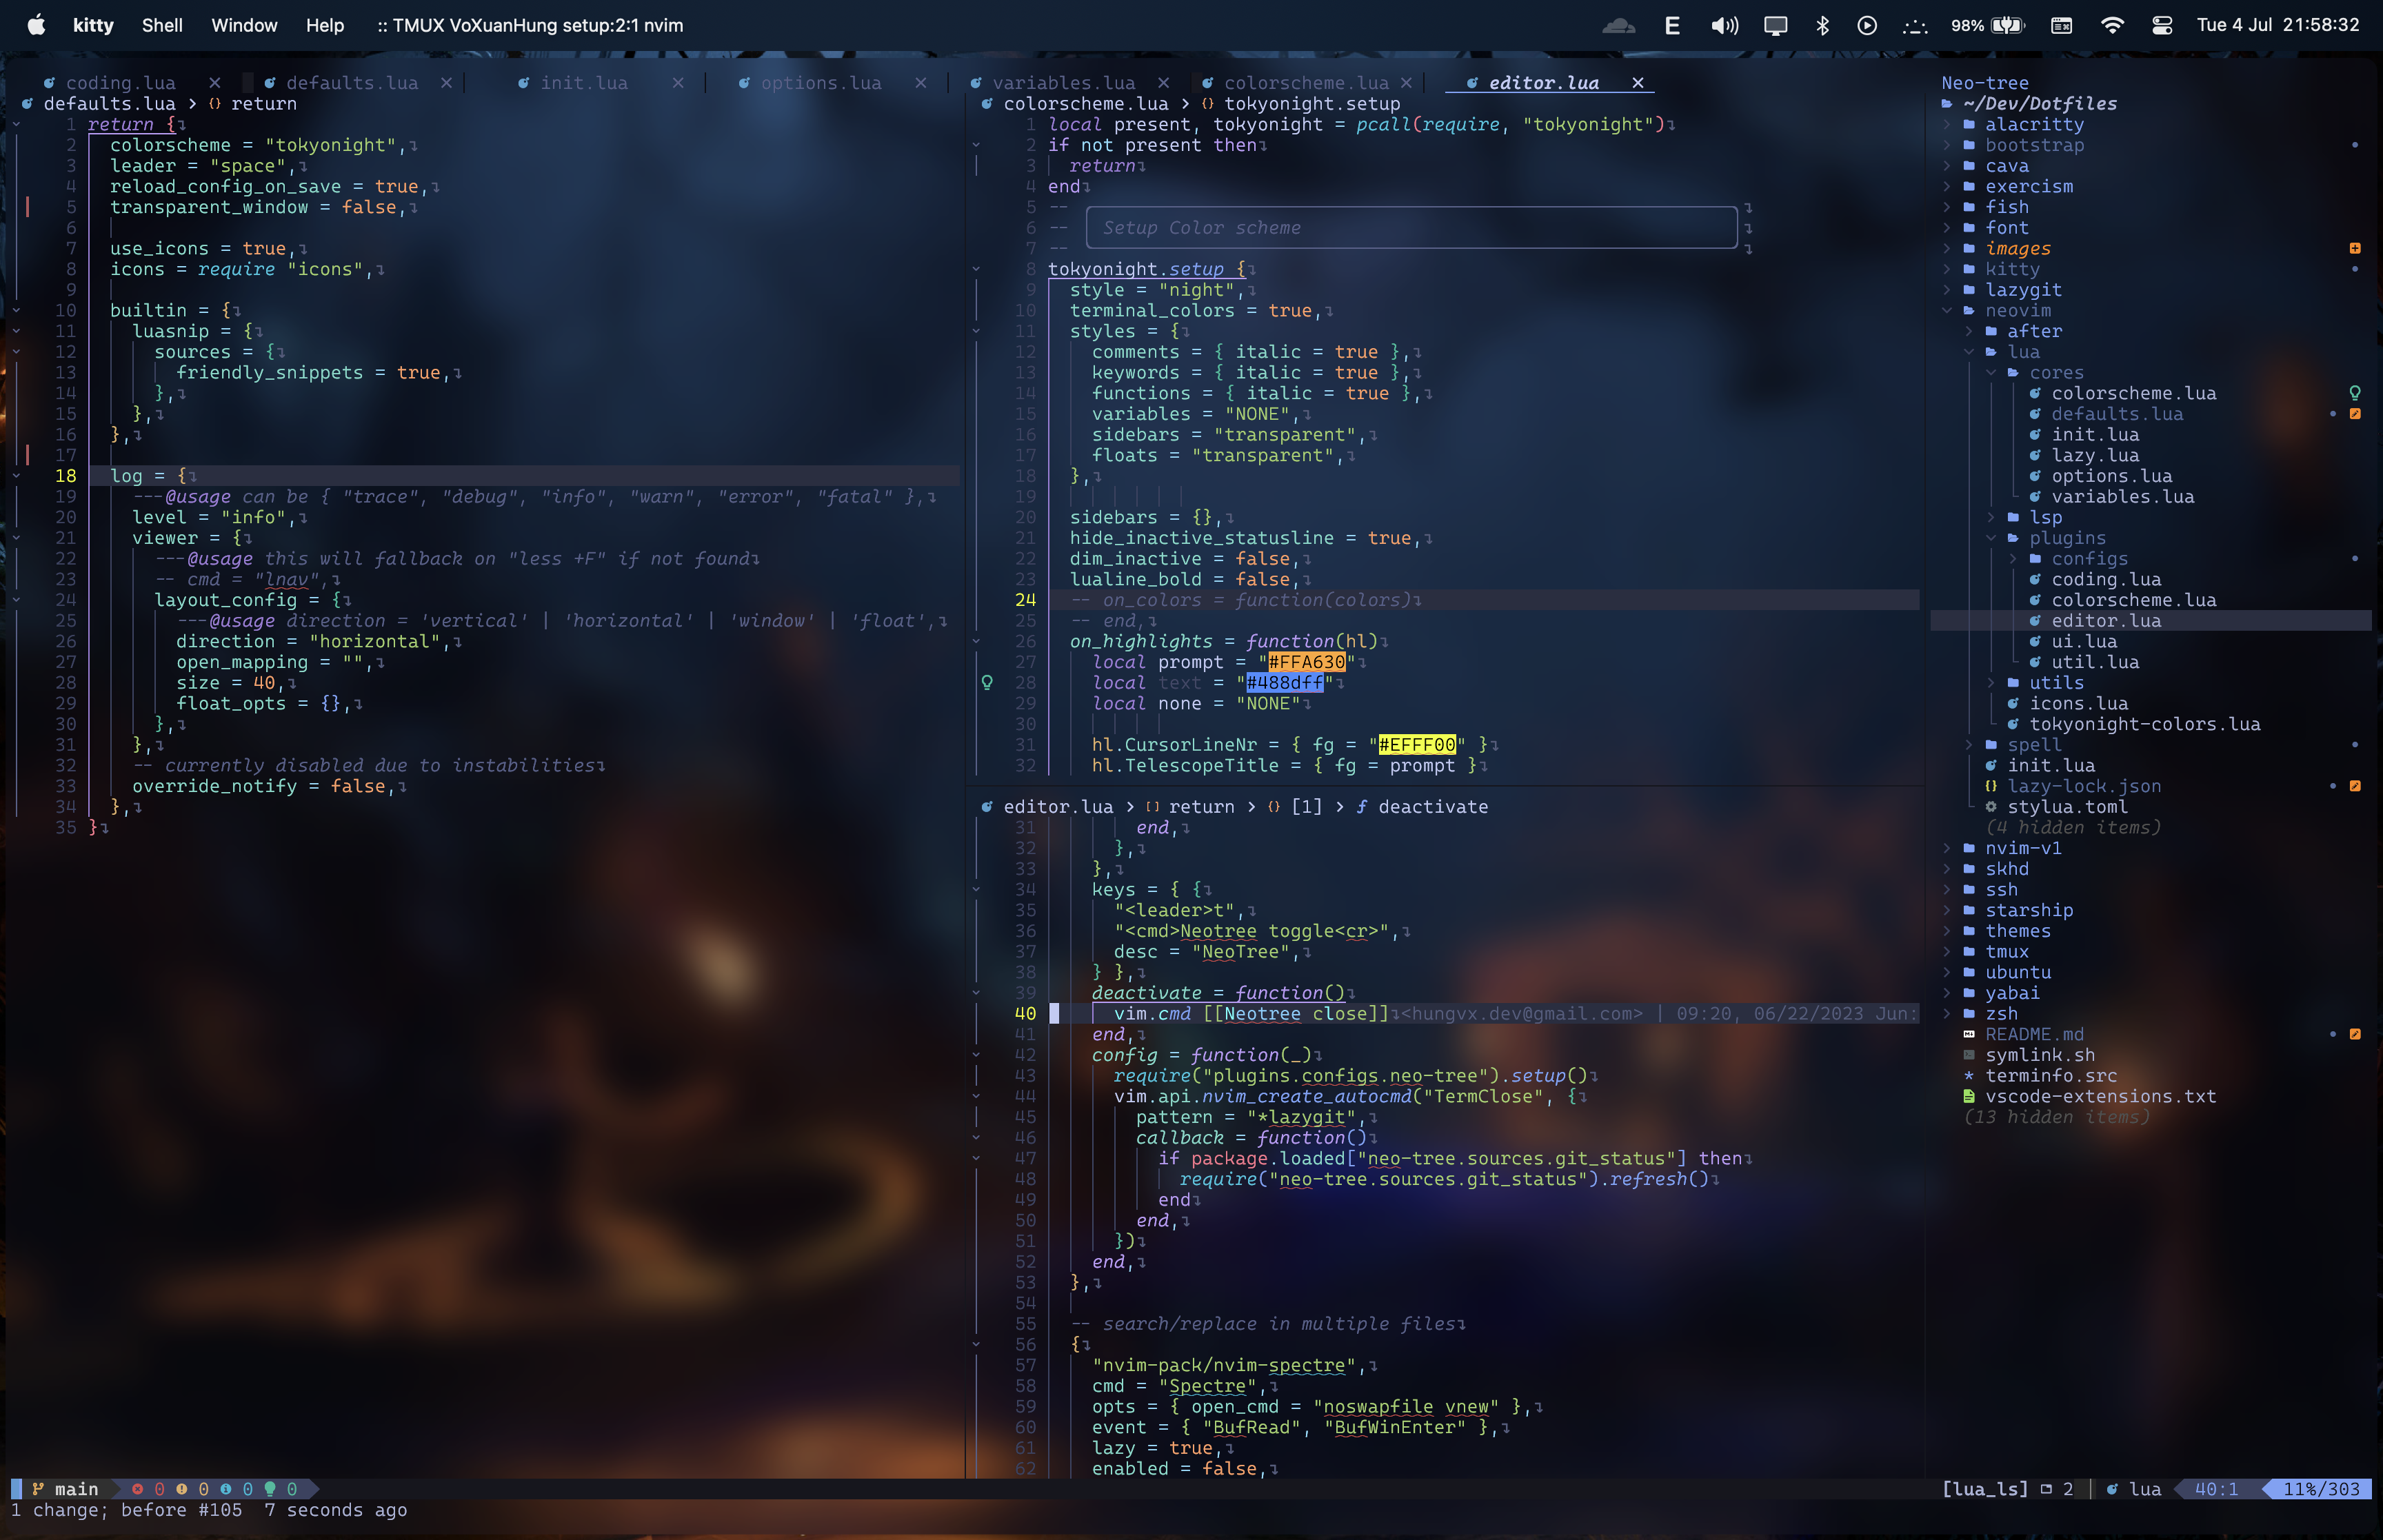 kitty Shell Window Help :: TMUX VoXuanHung setup:2:1 nvim E 98% Tue 4 Jul 21:58:32
coding.lua defaults.lua init.lua options.lua variables.lua colorscheme.lua editor.lua
defaults.lua > {} return
1 return {
2 colorscheme = "tokyonight",
3 leader = "space",
4 reload_config_on_save = true,
5 transparent_window = false,
6
7 use_icons = true,
8 icons = require "icons",
9
10 builtin = {
11 luasnip = {
12 sources = {
13 friendly_snippets = true,
14 },
15 },
16 },
17
18 log = {
19 ---@usage can be { "trace", "debug", "info", "warn", "error", "fatal" },
20 level = "info",
21 viewer = {
22 ---@usage this will fallback on "less +F" if not found
23 -- cmd = "lnav",
24 layout_config = {
25 ---@usage direction = 'vertical' | 'horizontal' | 'window' | 'float',
26 direction = "horizontal",
27 open_mapping = "",
28 size = 40,
29 float_opts = {},
30 },
31 },
32 -- currently disabled due to instabilities
33 override_notify = false,
34 },
35 }
colorscheme.lua > {} tokyonight.setup
1 local present, tokyonight = pcall(require, "tokyonight")
2 if not present then
3 return
4 end
5 --
6 -- Setup Color scheme
7 --
8 tokyonight.setup {
9 style = "night",
10 terminal_colors = true,
11 styles = {
12 comments = { italic = true },
13 keywords = { italic = true },
14 functions = { italic = true },
15 variables = "NONE",
16 sidebars = "transparent",
17 floats = "transparent",
18 },
19
20 sidebars = {},
21 hide_inactive_statusline = true,
22 dim_inactive = false,
23 lualine_bold = false,
24 -- on_colors = function(colors)
25 -- end,
26 on_highlights = function(hl)
27 local prompt = "#FFA630"
28 local text = "#488dff"
29 local none = "NONE"
30
31 hl.CursorLineNr = { fg = "#EFFF00" }
32 hl.TelescopeTitle = { fg = prompt }
editor.lua > [] return > {} [1] > f deactivate
31 end,
32 },
33 },
34 keys = { {
35 "<leader>t",
36 "<cmd>Neotree toggle<cr>",
37 desc = "NeoTree",
38 } },
39 deactivate = function()
40 vim.cmd [[Neotree close]] <hungvx.dev@gmail.com> | 09:20, 06/22/2023 Jun:
41 end,
42 config = function(_)
43 require("plugins.configs.neo-tree").setup()
44 vim.api.nvim_create_autocmd("TermClose", {
45 pattern = "*lazygit",
46 callback = function()
47 if package.loaded["neo-tree.sources.git_status"] then
48 require("neo-tree.sources.git_status").refresh()
49 end
50 end,
51 })
52 end,
53 },
54
55 -- search/replace in multiple files
56 {
57 "nvim-pack/nvim-spectre",
58 cmd = "Spectre",
59 opts = { open_cmd = "noswapfile vnew" },
60 event = { "BufRead", "BufWinEnter" },
61 lazy = true,
62 enabled = false,
Neo-tree
~/Dev/Dotfiles
alacritty
bootstrap
cava
exercism
fish
font
images
kitty
lazygit
neovim
after
lua
cores
colorscheme.lua
defaults.lua
init.lua
lazy.lua
options.lua
variables.lua
lsp
plugins
configs
coding.lua
colorscheme.lua
editor.lua
ui.lua
util.lua
utils
icons.lua
tokyonight-colors.lua
spell
init.lua
{} lazy-lock.json
stylua.toml
(4 hidden items)
nvim-v1
skhd
ssh
starship
themes
tmux
ubuntu
yabai
zsh
README.md
symlink.sh
* terminfo.src
vscode-extensions.txt
(13 hidden items)
main 0 0 0 0 [lua_ls] 2 | lua 40:1 11%/303
1 change; before #105 7 seconds ago